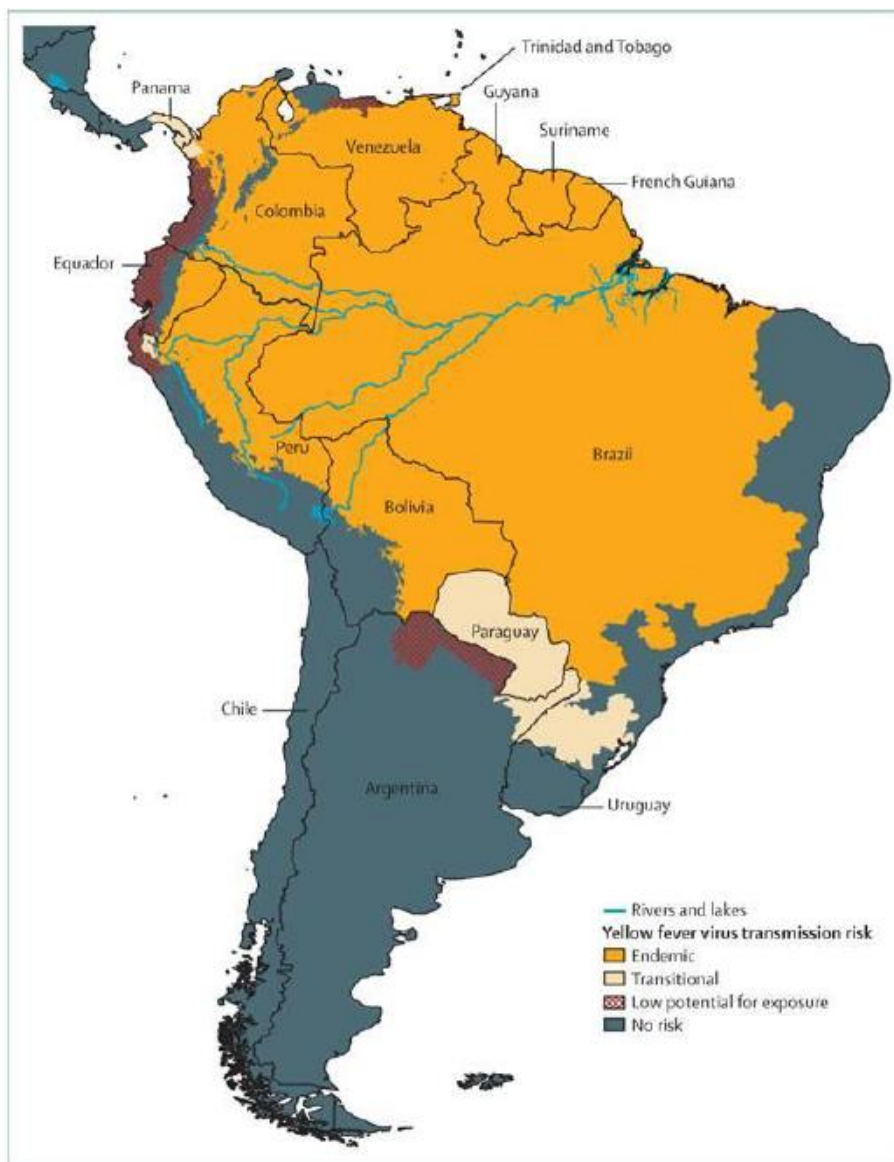 Trinidad and Tobago
Panama
Guyana
Suriname
Venezuela
French Guiana
Colombia
Equador
Peru
Brazil
Bolivia
Paraguay
Chile
Argentina
Uruguay
Rivers and lakes
Yellow fever virus transmission risk
Endemic
Transitional
Low potential for exposure
No risk